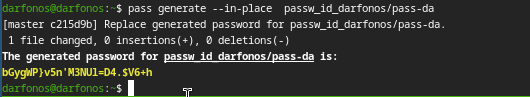 darfonos@darfonos:~$ pass generate --in-place  passw_id_darfonos/pass-da
[master c215d9b] Replace generated password for passw_id_darfonos/pass-da.
 1 file changed, 0 insertions(+), 0 deletions(-)
The generated password for passw_id_darfonos/pass-da is:
bGygWP}v5n'M3NUl=D4.$V6+h
darfonos@darfonos:~$